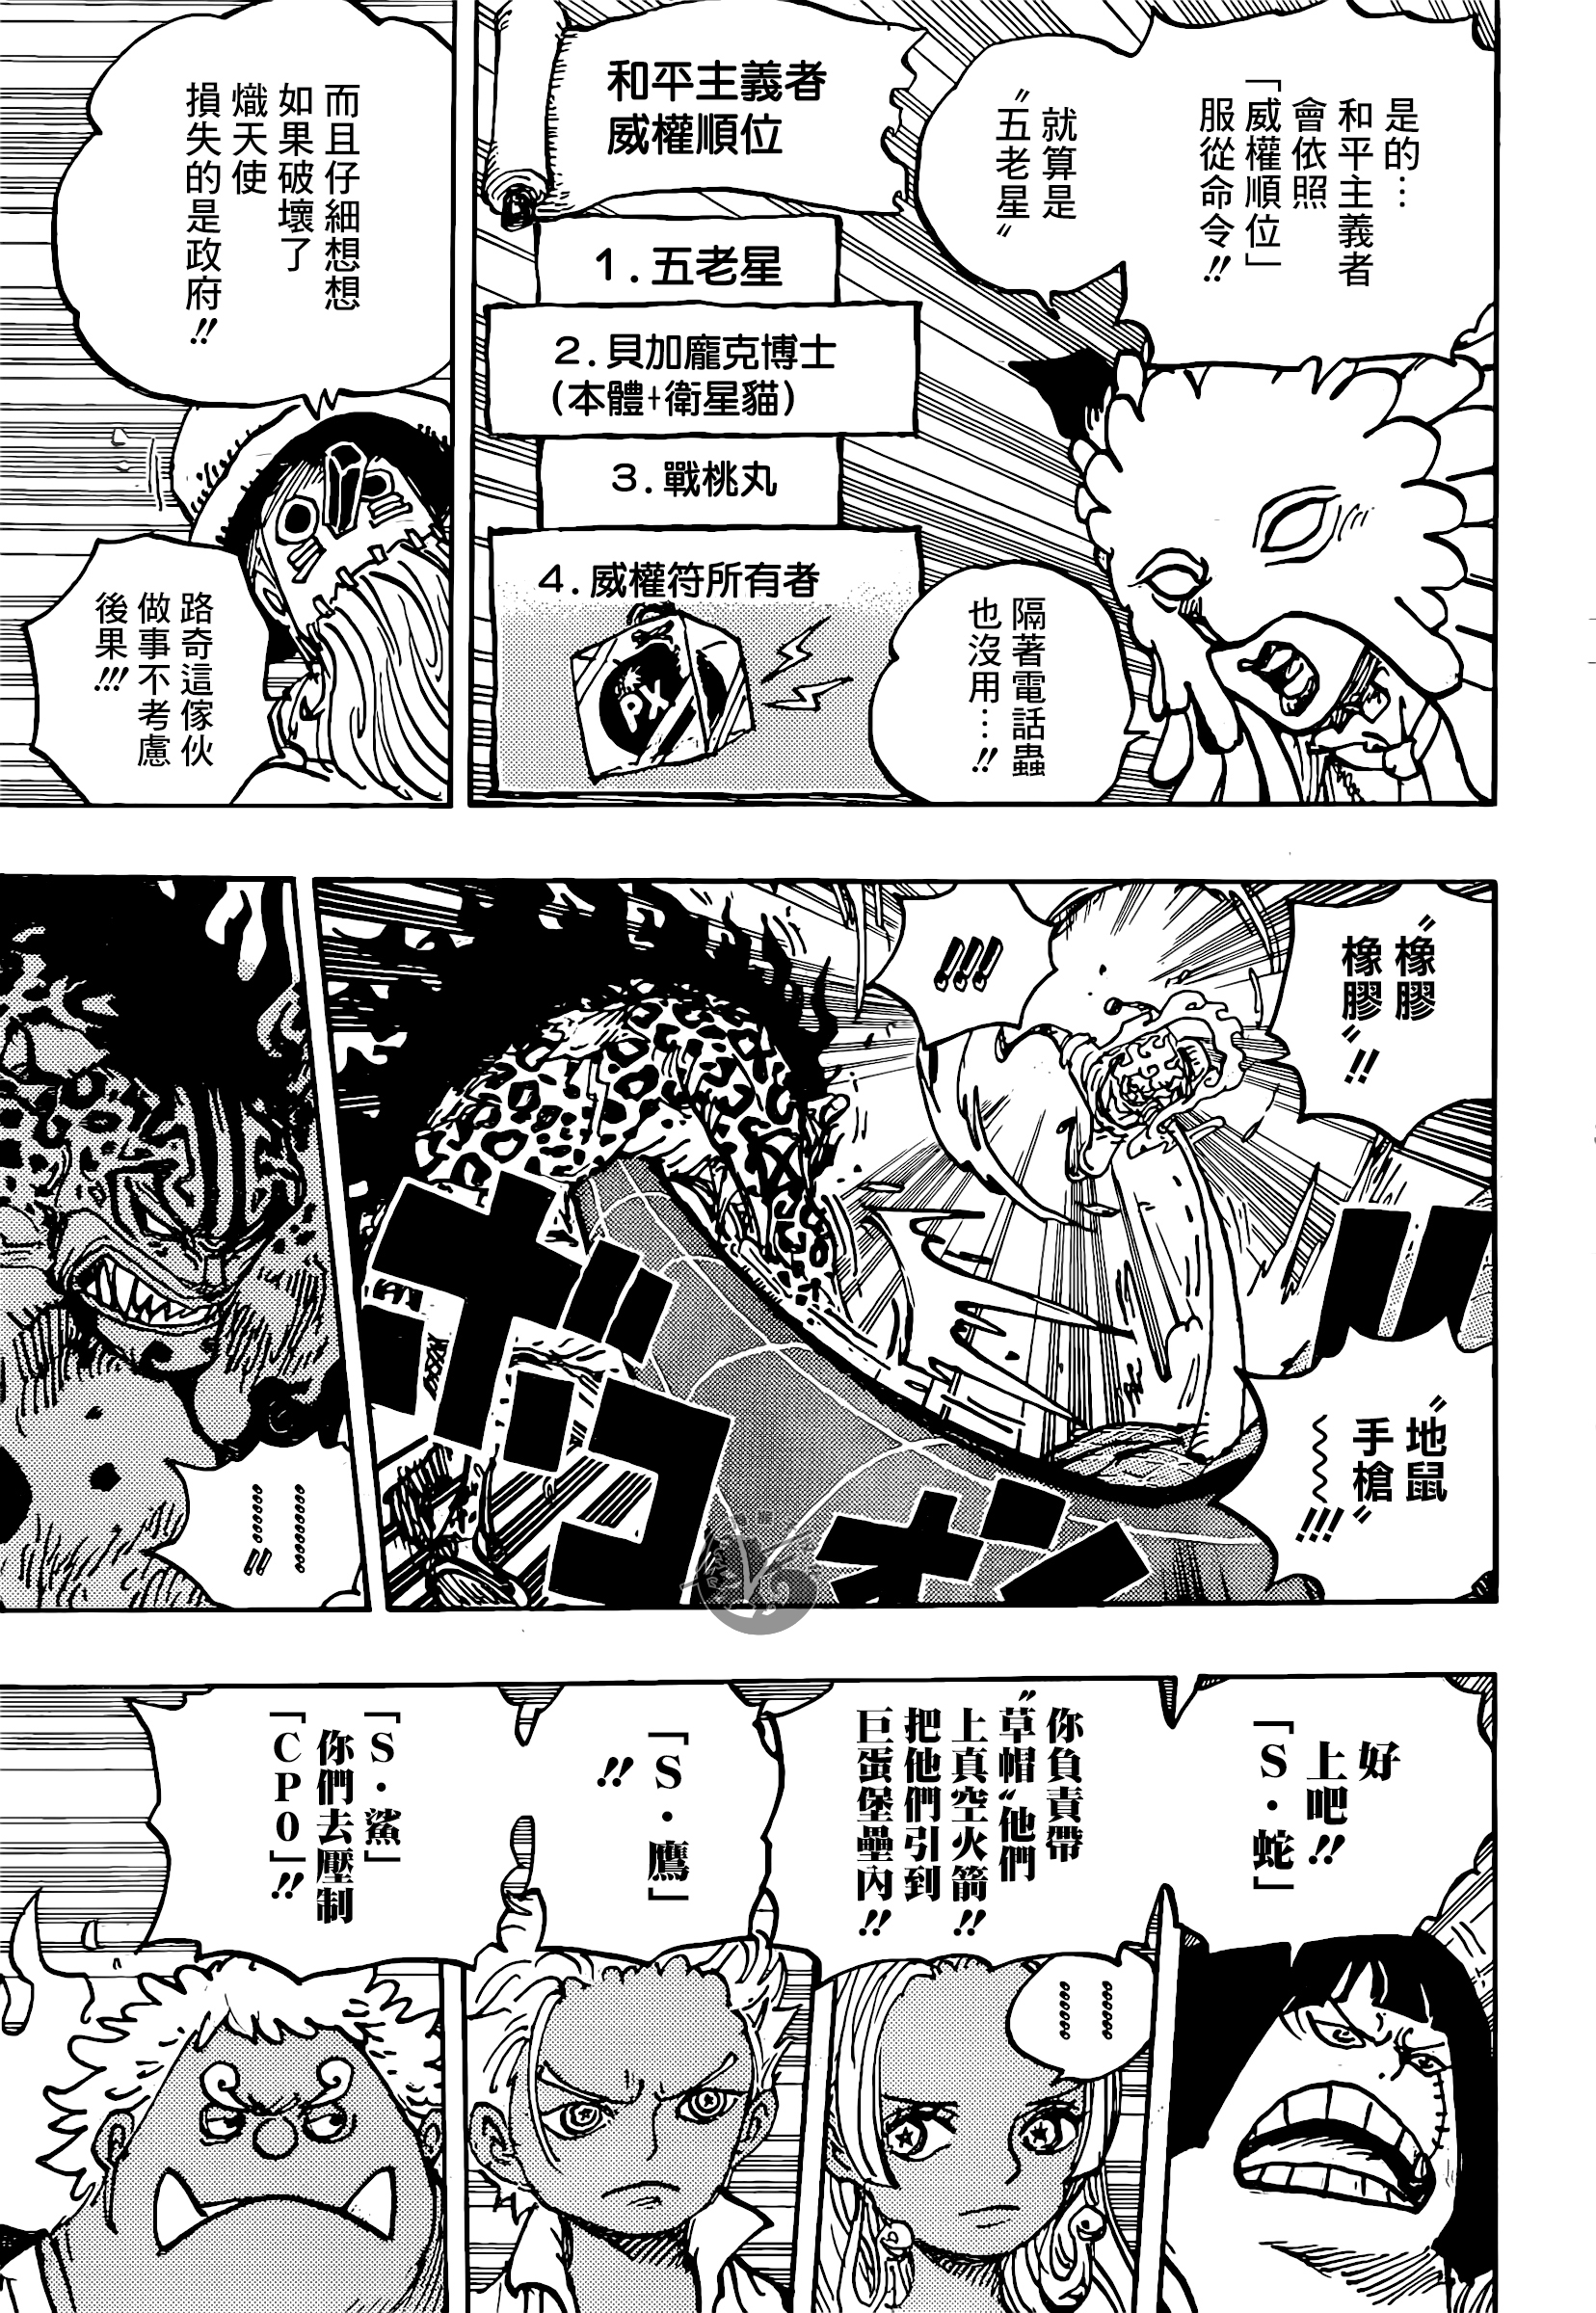 是的…
和平主義者
會依照
「威權順位」
服從命令!!
就算是
〝五老星〞
隔著電話蟲
也沒用…!!
和平主義者
威權順位
1.五老星
2.貝加龐克博士
(本體+衛星貓)
3.戰桃丸
4.威權符所有者
PX
而且仔細想想
如果破壞了
熾天使
損失的是政府!!
路奇這傢伙
做事不考慮
後果!!!
〝橡膠
橡膠〞!!
!!!!
〝地鼠
手槍〞
!!!
ドゴォン
………
……!!
好
上吧!!
「S·蛇」
你負責帶
〝草帽〞他們
上真空火箭!!
把他們引到
巨蛋堡壘內!!
……
……
「S·鷹」
!!
「S·鯊」
你們去壓制
「CP0」!!